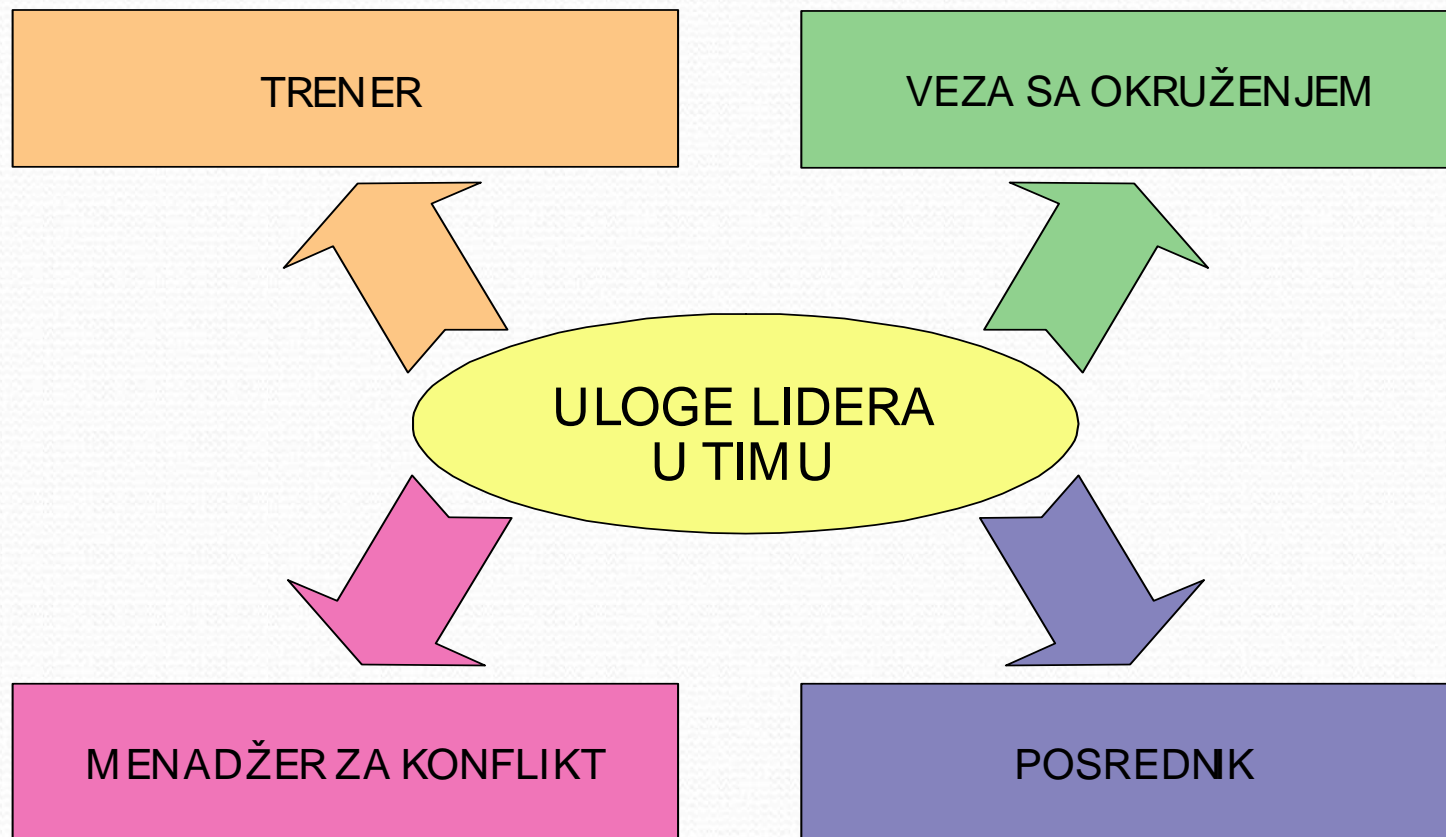 TRENER
VEZA SA OKRUŽENJEM
ULOGE LIDERA
U TIMU
MENADŽER ZA KONFLIKT
POSREDNIK